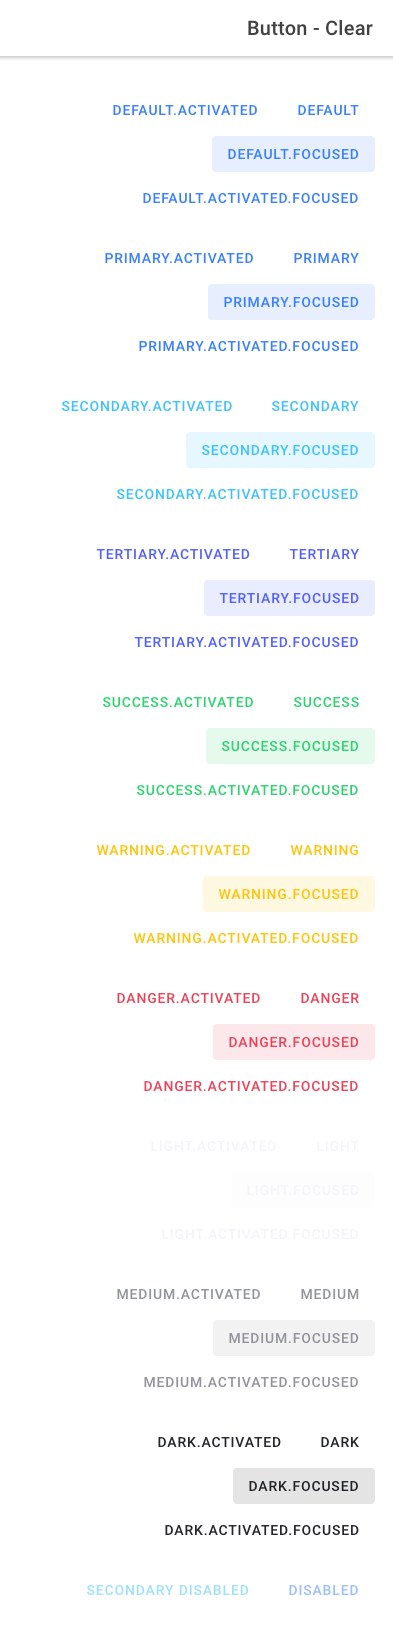 Button - Clear
DEFAULT.ACTIVATED DEFAULT
DEFAULT.FOCUSED
DEFAULT.ACTIVATED.FOCUSED
PRIMARY.ACTIVATED PRIMARY
PRIMARY.FOCUSED
PRIMARY.ACTIVATED.FOCUSED
SECONDARY.ACTIVATED SECONDARY
SECONDARY.FOCUSED
SECONDARY.ACTIVATED.FOCUSED
TERTIARY.ACTIVATED TERTIARY
TERTIARY.FOCUSED
TERTIARY.ACTIVATED.FOCUSED
SUCCESS.ACTIVATED SUCCESS
SUCCESS.FOCUSED
SUCCESS.ACTIVATED.FOCUSED
WARNING.ACTIVATED WARNING
WARNING.FOCUSED
WARNING.ACTIVATED.FOCUSED
DANGER.ACTIVATED DANGER
DANGER.FOCUSED
DANGER.ACTIVATED.FOCUSED
LIGHT.ACTIVATED LIGHT
LIGHT.FOCUSED
LIGHT.ACTIVATED.FOCUSED
MEDIUM.ACTIVATED MEDIUM
MEDIUM.FOCUSED
MEDIUM.ACTIVATED.FOCUSED
DARK.ACTIVATED DARK
DARK.FOCUSED
DARK.ACTIVATED.FOCUSED
SECONDARY DISABLED DISABLED